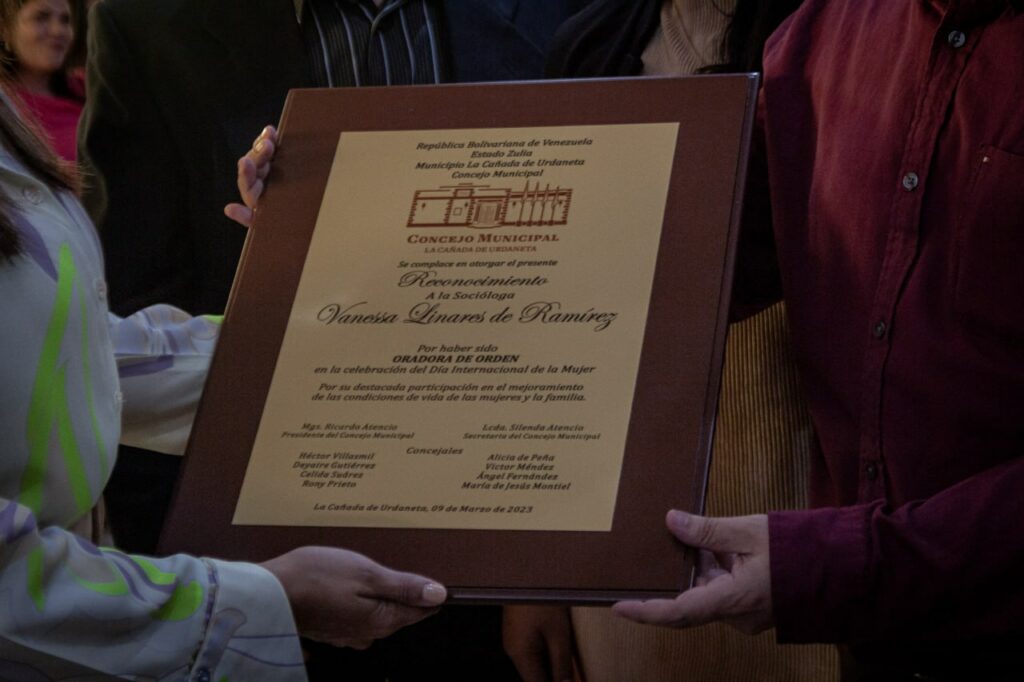 República Bolivariana de Venezuela
Estado Zulia
Municipio La Cañada de Urdaneta
Concejo Municipal
CONCEJO MUNICIPAL
LA CAÑADA DE URDANETA
Se complace en otorgar el presente
Reconocimiento
A la Socióloga
Vanessa Linares de Ramírez
Por haber sido
ORADORA DE ORDEN
en la celebración del Día Internacional de la Mujer
Por su destacada participación en el mejoramiento
de las condiciones de vida de las mujeres y la familia.
Mgs. Ricardo Atencio
Presidente del Concejo Municipal
Lcda. Silenda Atencio
Secretaria del Concejo Municipal
Concejales
Héctor Villasmil
Deyaire Gutiérrez
Celida Suárez
Rony Prieto
Alicia de Peña
Víctor Méndez
Ángel Fernández
María de Jesús Montiel
La Cañada de Urdaneta, 09 de Marzo de 2023